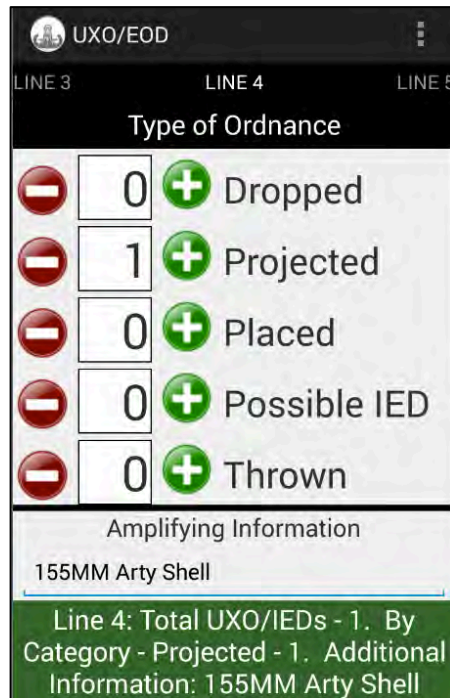 UXO/EOD
LINE 3 LINE 4 LINE 5
Type of Ordnance
0 Dropped
1 Projected
0 Placed
0 Possible IED
0 Thrown
Amplifying Information
155MM Arty Shell
Line 4: Total UXO/IEDs - 1. By
Category - Projected - 1. Additional
Information: 155MM Arty Shell